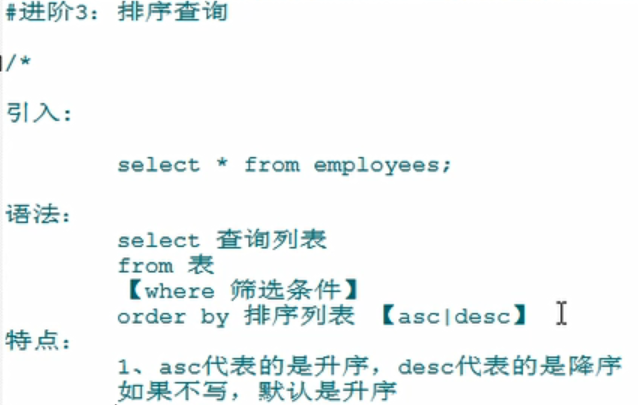 #进阶3：排序查询
/*
引入：
select * from employees;
语法：
select 查询列表
from 表
【where 筛选条件】
order by 排序列表 【asc|desc】
特点：
1、asc代表的是升序，desc代表的是降序
如果不写，默认是升序